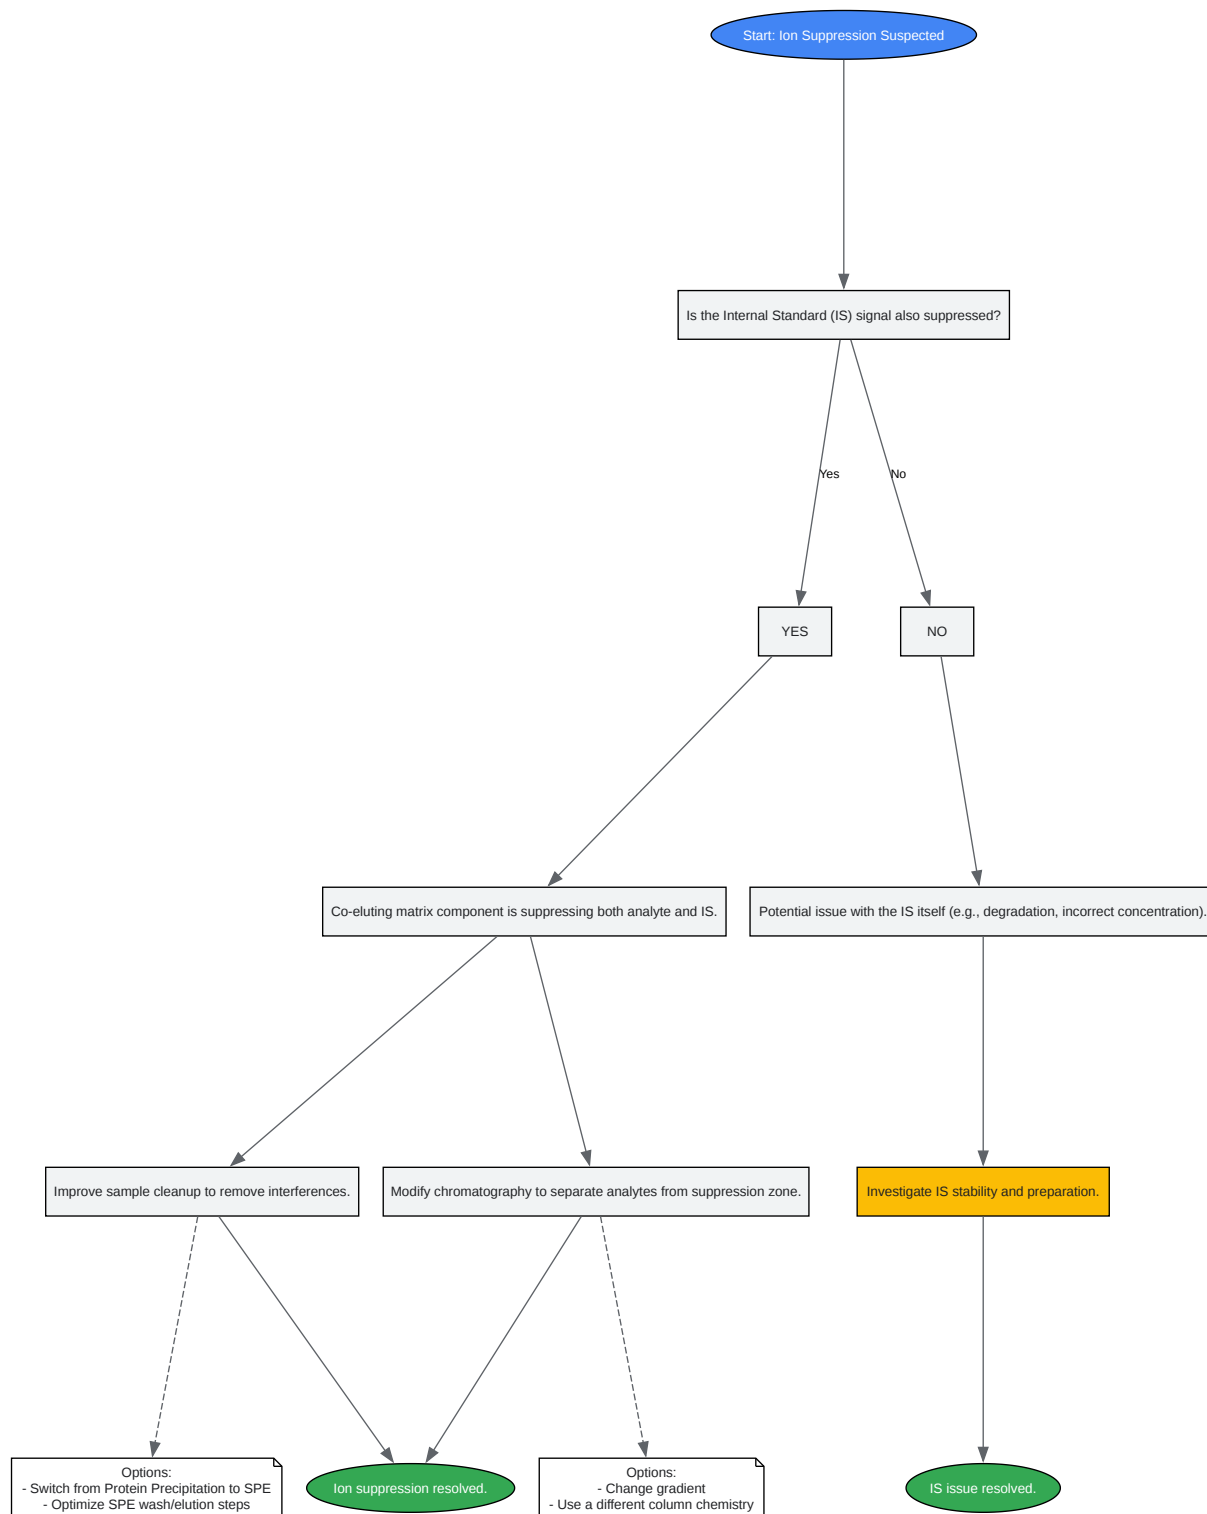 Start: Ion Suppression Suspected
Is the Internal Standard (IS) signal also suppressed?
Yes
No
YES
NO
Co-eluting matrix component is suppressing both analyte and IS.
Potential issue with the IS itself (e.g., degradation, incorrect concentration).
Improve sample cleanup to remove interferences.
Modify chromatography to separate analytes from suppression zone.
Investigate IS stability and preparation.
Options:
- Switch from Protein Precipitation to SPE
- Optimize SPE wash/elution steps
Ion suppression resolved.
Options:
- Change gradient
- Use a different column chemistry
IS issue resolved.